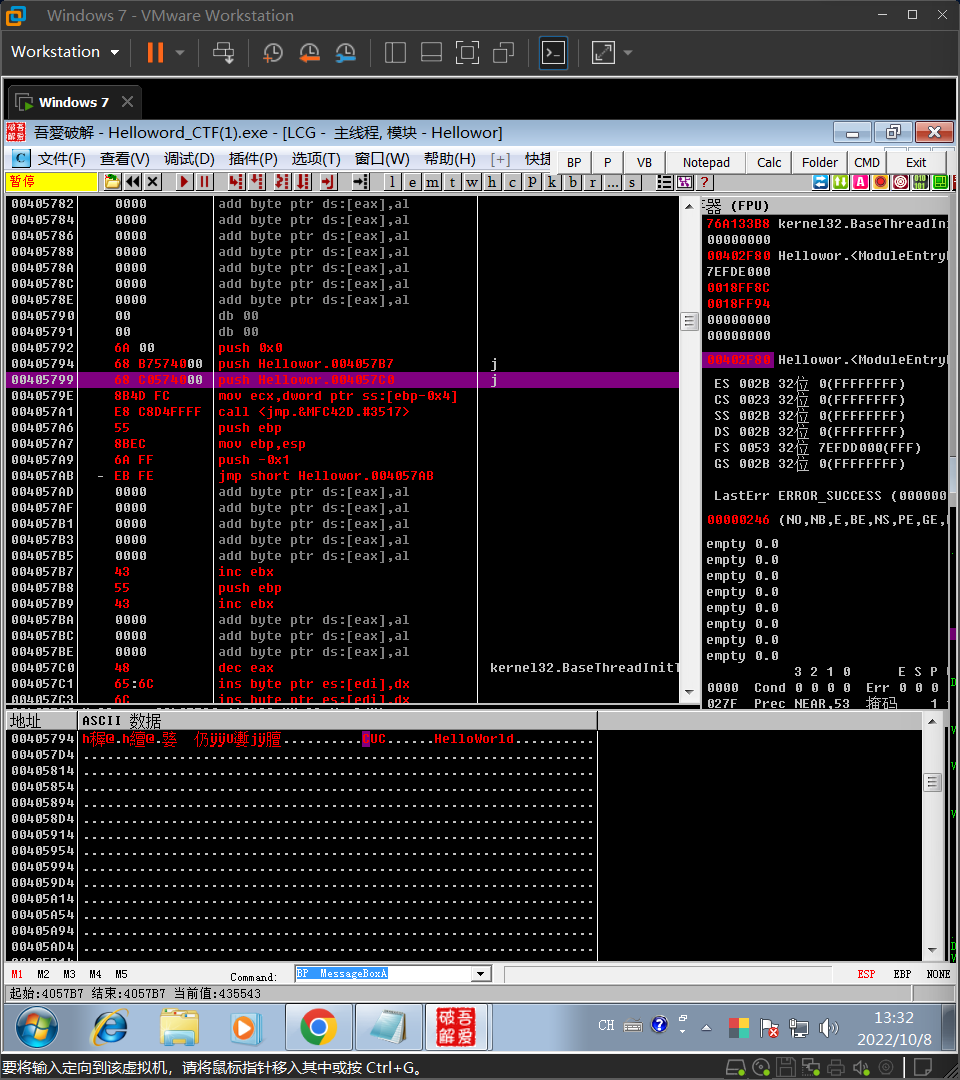 Windows 7 - VMware Workstation
Workstation
Windows 7
吾愛破解 - Helloword_CTF(1).exe - [LCG - 主线程, 模块 - Hellowor]
C 文件(F) 查看(V) 调试(D) 插件(P) 选项(T) 窗口(W) 帮助(H) [+] 快捷 BP P VB Notepad Calc Folder CMD Exit
暂停 l e m t w h c p k b r ... s ?
00405782 0000 add byte ptr ds:[eax],al
00405784 0000 add byte ptr ds:[eax],al
00405786 0000 add byte ptr ds:[eax],al
00405788 0000 add byte ptr ds:[eax],al
0040578A 0000 add byte ptr ds:[eax],al
0040578C 0000 add byte ptr ds:[eax],al
0040578E 0000 add byte ptr ds:[eax],al
00405790 00 db 00
00405791 00 db 00
00405792 6A 00 push 0x0
00405794 68 B7574000 push Hellowor.004057B7 j
00405799 68 C0574000 push Hellowor.004057C0 j
0040579E 8B4D FC mov ecx,dword ptr ss:[ebp-0x4]
004057A1 E8 C8D4FFFF call <jmp.&MFC42D.#3517>
004057A6 55 push ebp
004057A7 8BEC mov ebp,esp
004057A9 6A FF push -0x1
004057AB - EB FE jmp short Hellowor.004057AB
004057AD 0000 add byte ptr ds:[eax],al
004057AF 0000 add byte ptr ds:[eax],al
004057B1 0000 add byte ptr ds:[eax],al
004057B3 0000 add byte ptr ds:[eax],al
004057B5 0000 add byte ptr ds:[eax],al
004057B7 43 inc ebx
004057B8 55 push ebp
004057B9 43 inc ebx
004057BA 0000 add byte ptr ds:[eax],al
004057BC 0000 add byte ptr ds:[eax],al
004057BE 0000 add byte ptr ds:[eax],al
004057C0 48 dec eax kernel32.BaseThreadInitT
004057C1 65:6C ins byte ptr es:[edi],dx
004057C3 6C ins byte ptr es:[edi],dx
器 (FPU)
76A133B8 kernel32.BaseThreadIni
00000000
00402F80 Hellowor.<ModuleEntryP
7EFDE000
0018FF8C
0018FF94
00000000
00000000
00402F80 Hellowor.<ModuleEntryP
ES 002B 32位 0(FFFFFFFF)
CS 0023 32位 0(FFFFFFFF)
SS 002B 32位 0(FFFFFFFF)
DS 002B 32位 0(FFFFFFFF)
FS 0053 32位 7EFDD000(FFF)
GS 002B 32位 0(FFFFFFFF)
LastErr ERROR_SUCCESS (000000
00000246 (NO,NB,E,BE,NS,PE,GE,
empty 0.0
empty 0.0
empty 0.0
empty 0.0
empty 0.0
empty 0.0
empty 0.0
empty 0.0
3 2 1 0 E S P
0000 Cond 0 0 0 0 Err 0 0 0
027F Prec NEAR,53 掩码 1
地址 ASCII 数据
00405794 CUC......HelloWorld..........
004057D4
00405814
00405854
00405894
004058D4
00405914
00405954
00405994
004059D4
00405A14
00405A54
00405A94
00405AD4
00405B14
M1 M2 M3 M4 M5 Command: BP MessageBoxA ESP EBP NONE
起始:4057B7 结束:4057B7 当前值:435543
破吾解爱
CH
13:32
2022/10/8
要将输入定向到该虚拟机，请将鼠标指针移入其中或按 Ctrl+G。